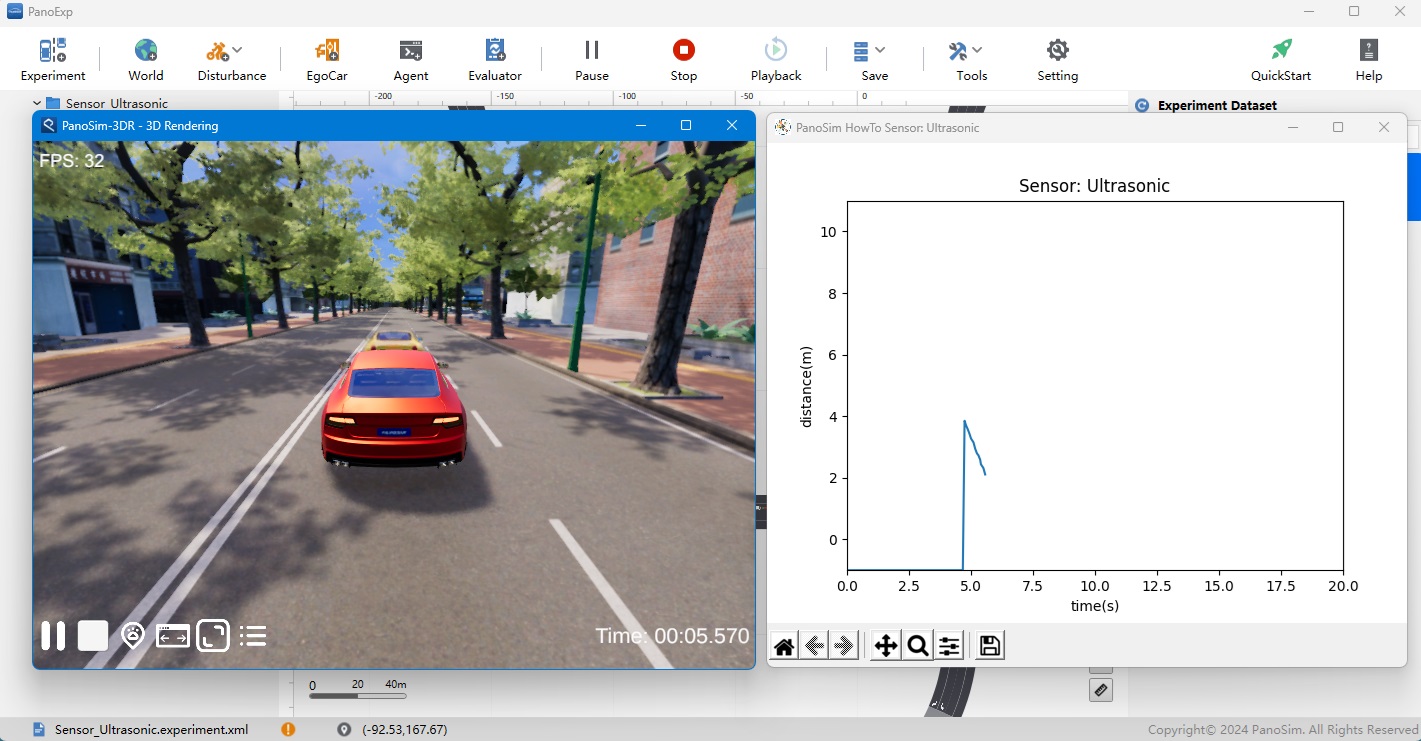 PanoExp
Experiment World Disturbance EgoCar Agent Evaluator Pause Stop Playback Save Tools Setting QuickStart Help
Sensor_Ultrasonic
-200 -150 -100 -50 0
Experiment Dataset
PanoSim-3DR - 3D Rendering
FPS: 32
Time: 00:05.570
PanoSim HowTo Sensor: Ultrasonic
Sensor: Ultrasonic
10
8
6
4
2
0
distance(m)
0.0 2.5 5.0 7.5 10.0 12.5 15.0 17.5 20.0
time(s)
0 20 40m
Sensor_Ultrasonic.experiment.xml (-92.53,167.67) Copyright© 2024 PanoSim. All Rights Reserved